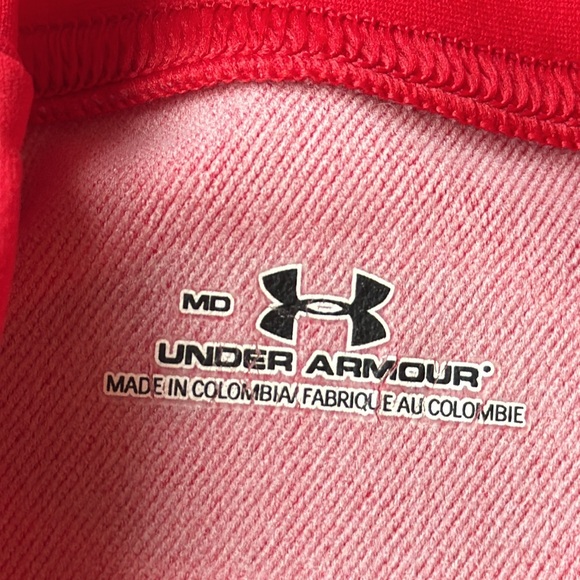 MD
UNDER ARMOUR®
MADE IN COLOMBIA/ FABRIQUE AU COLOMBIE